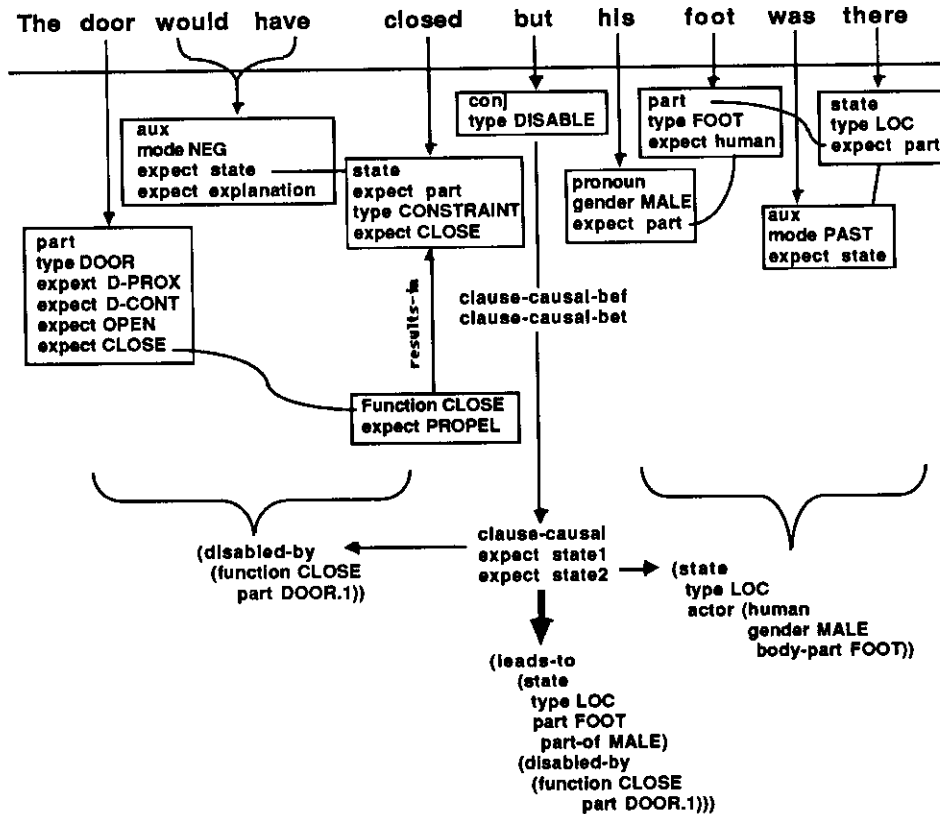 The door would have closed but his foot was there
con]
type DISABLE
part
type FOOT
expect human
state
type LOC
expect part
aux
mode NEG
expect state
expect explanation
state
expect part
type CONSTRAINT
expect CLOSE
pronoun
gender MALE
expect part
aux
mode PAST
expect state
part
type DOOR
expext D-PROX
expect D-CONT
expect OPEN
expect CLOSE
results-in
clause-causal-bef
clause-causal-bet
Function CLOSE
expect PROPEL
(disabled-by
(function CLOSE
part DOOR.1))
clause-causal
expect state1
expect state2
(state
type LOC
actor (human
gender MALE
body-part FOOT))
(leads-to
(state
type LOC
part FOOT
part-of MALE)
(disabled-by
(function CLOSE
part DOOR.1)))